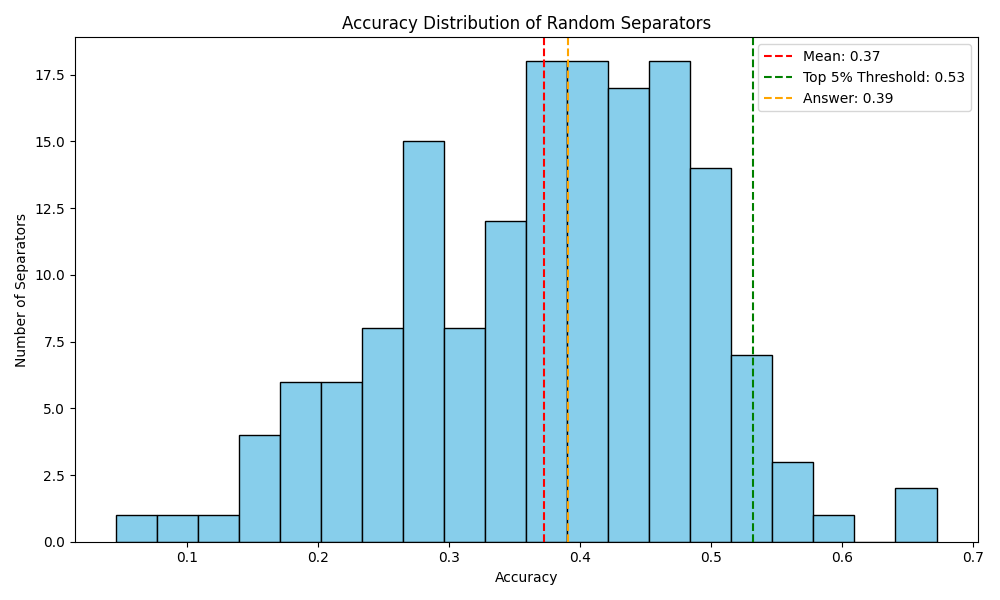 Accuracy Distribution of Random Separators
Mean: 0.37
Top 5% Threshold: 0.53
Answer: 0.39
Number of Separators
17.5
15.0
12.5
10.0
7.5
5.0
2.5
0.0
0.1 0.2 0.3 0.4 0.5 0.6 0.7
Accuracy